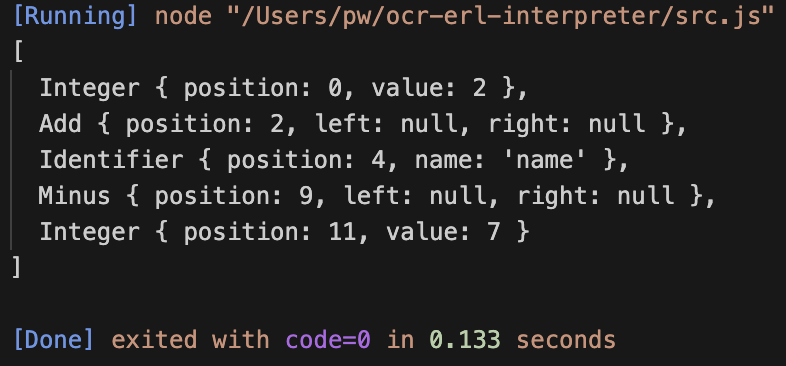 [Running] node "/Users/pw/ocr-erl-interpreter/src.js"
[
  Integer { position: 0, value: 2 },
  Add { position: 2, left: null, right: null },
  Identifier { position: 4, name: 'name' },
  Minus { position: 9, left: null, right: null },
  Integer { position: 11, value: 7 }
]

[Done] exited with code=0 in 0.133 seconds